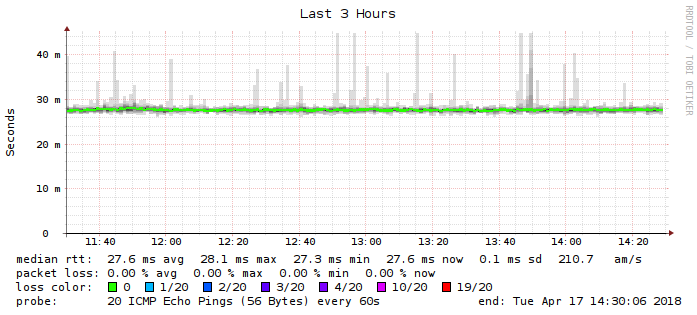 Last 3 Hours
RRDTOOL / TOBI OETIKER
Seconds
40 m
30 m
20 m
10 m
0
11:40 12:00 12:20 12:40 13:00 13:20 13:40 14:00 14:20
median rtt: 27.6 ms avg 28.1 ms max 27.3 ms min 27.6 ms now 0.1 ms sd 210.7 am/s
packet loss: 0.00 % avg 0.00 % max 0.00 % min 0.00 % now
loss color: 0 1/20 2/20 3/20 4/20 10/20 19/20
probe: 20 ICMP Echo Pings (56 Bytes) every 60s end: Tue Apr 17 14:30:06 2018